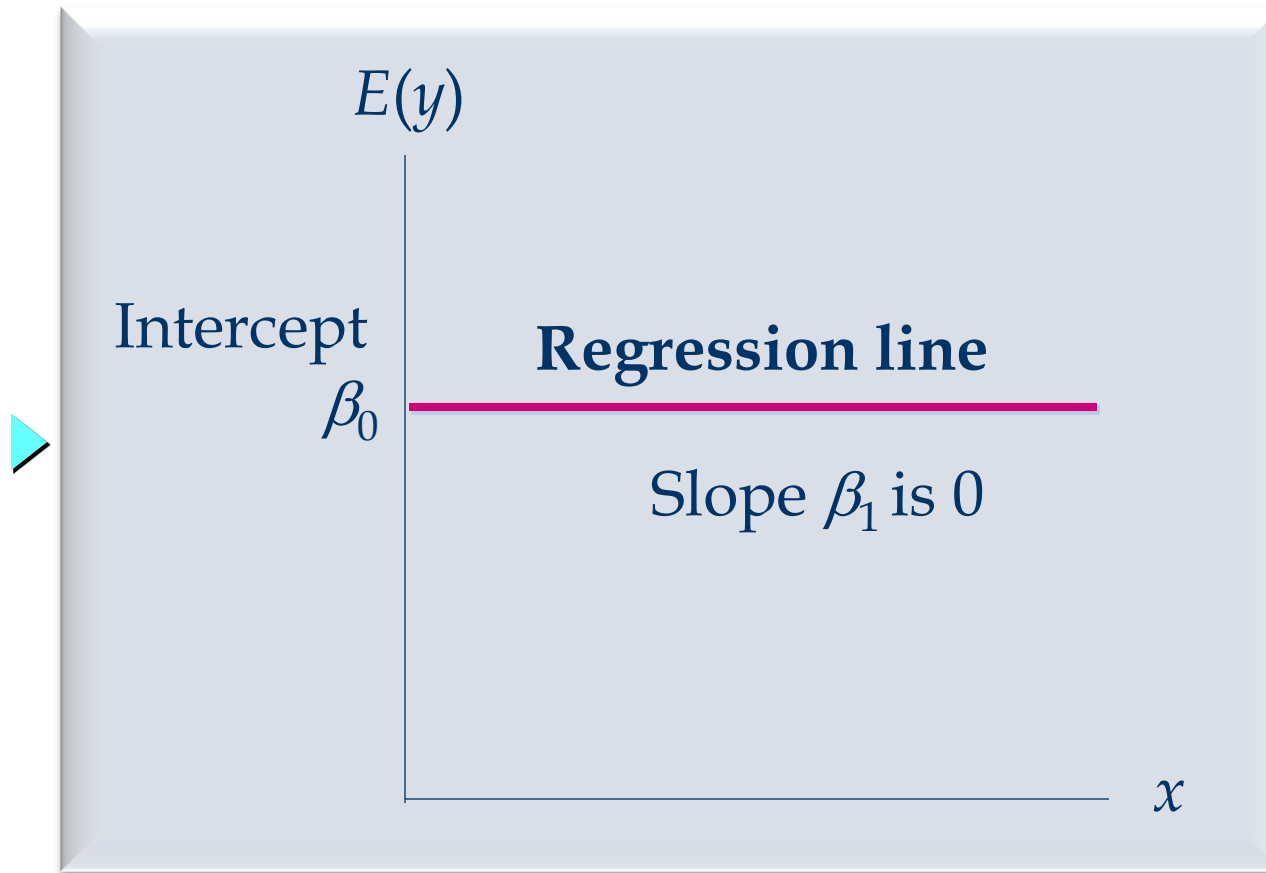 E(y)
Intercept
β0
Regression line
Slope β1 is 0
x